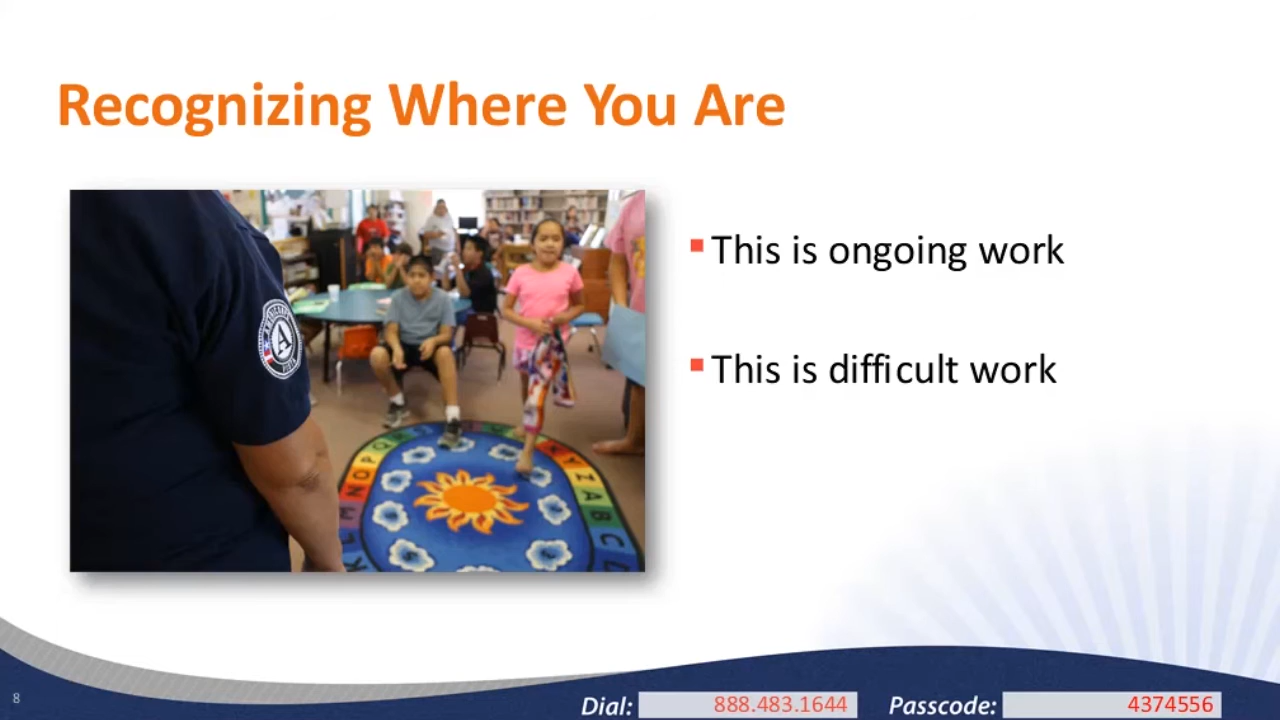 Recognizing Where You Are
This is ongoing work
This is difficult work
A
N O P Q
Y Z A B C D
M
L
K
8
Dial: 888.483.1644 Passcode: 4374556